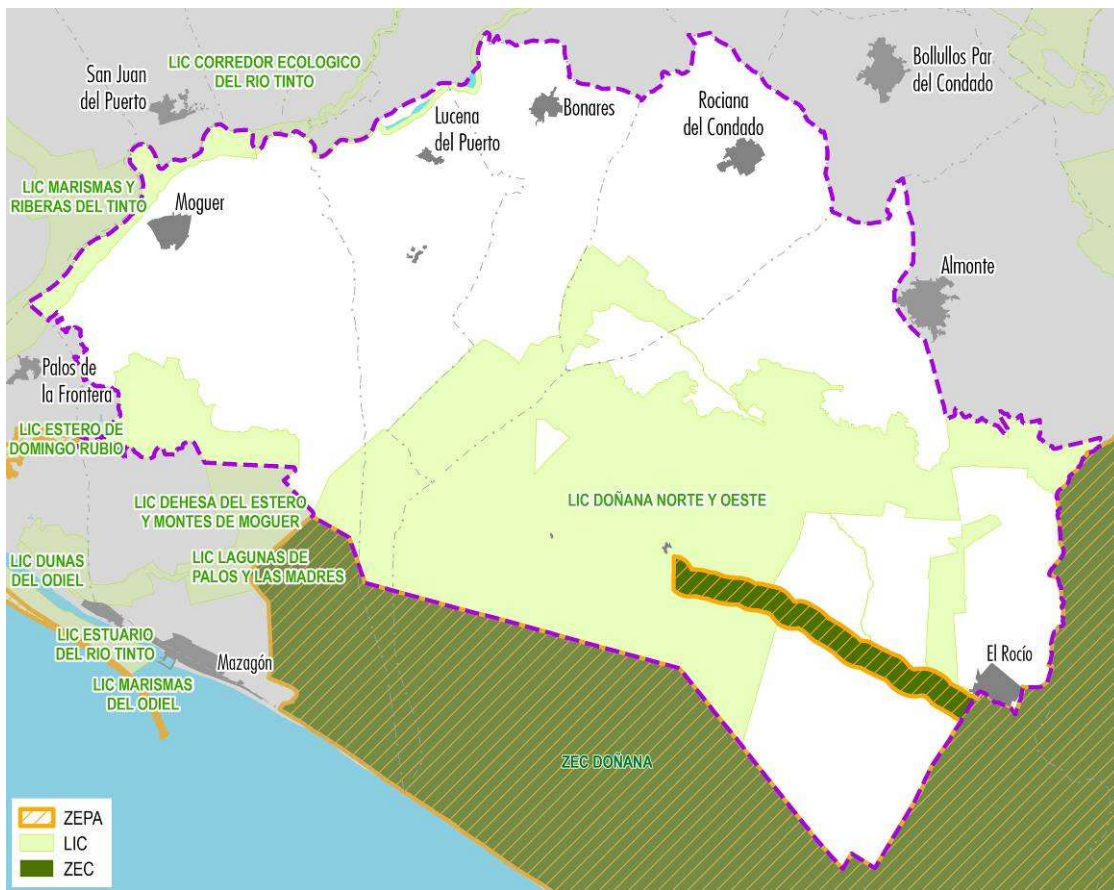 LIC CORREDOR ECOLOGICO
DEL RIO TINTO
San Juan
del Puerto
Bollullos Par
del Condado
Lucena
del Puerto
Bonares
Rociana
del Condado
LIC MARISMAS Y
RIBERAS DEL TINTO
Moguer
Almonte
Palos de
la Frontera
LIC ESTERO DE
DOMINGO RUBIO
LIC DEHESA DEL ESTERO
Y MONTES DE MOGUER
LIC DOÑANA NORTE Y OESTE
LIC DUNAS
DEL ODIEL
LIC LAGUNAS DE
PALOS Y LAS MADRES
LIC ESTUARIO
DEL RIO TINTO
Mazagón
El Rocío
LIC MARISMAS
DEL ODIEL
ZEC DOÑANA
ZEPA
LIC
ZEC